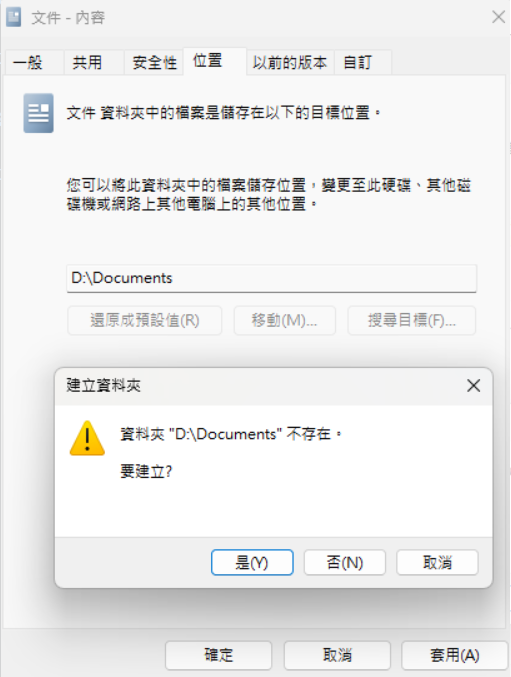 文件 - 內容
一般 共用 安全性 位置 以前的版本 自訂
文件 資料夾中的檔案是儲存在以下的目標位置。
您可以將此資料夾中的檔案儲存位置，變更至此硬碟、其他磁
碟機或網路上其他電腦上的其他位置。
D:\Documents
還原成預設值(R) 移動(M)... 搜尋目標(F)...
建立資料夾
資料夾 "D:\Documents" 不存在。
要建立?
是(Y) 否(N) 取消
確定 取消 套用(A)